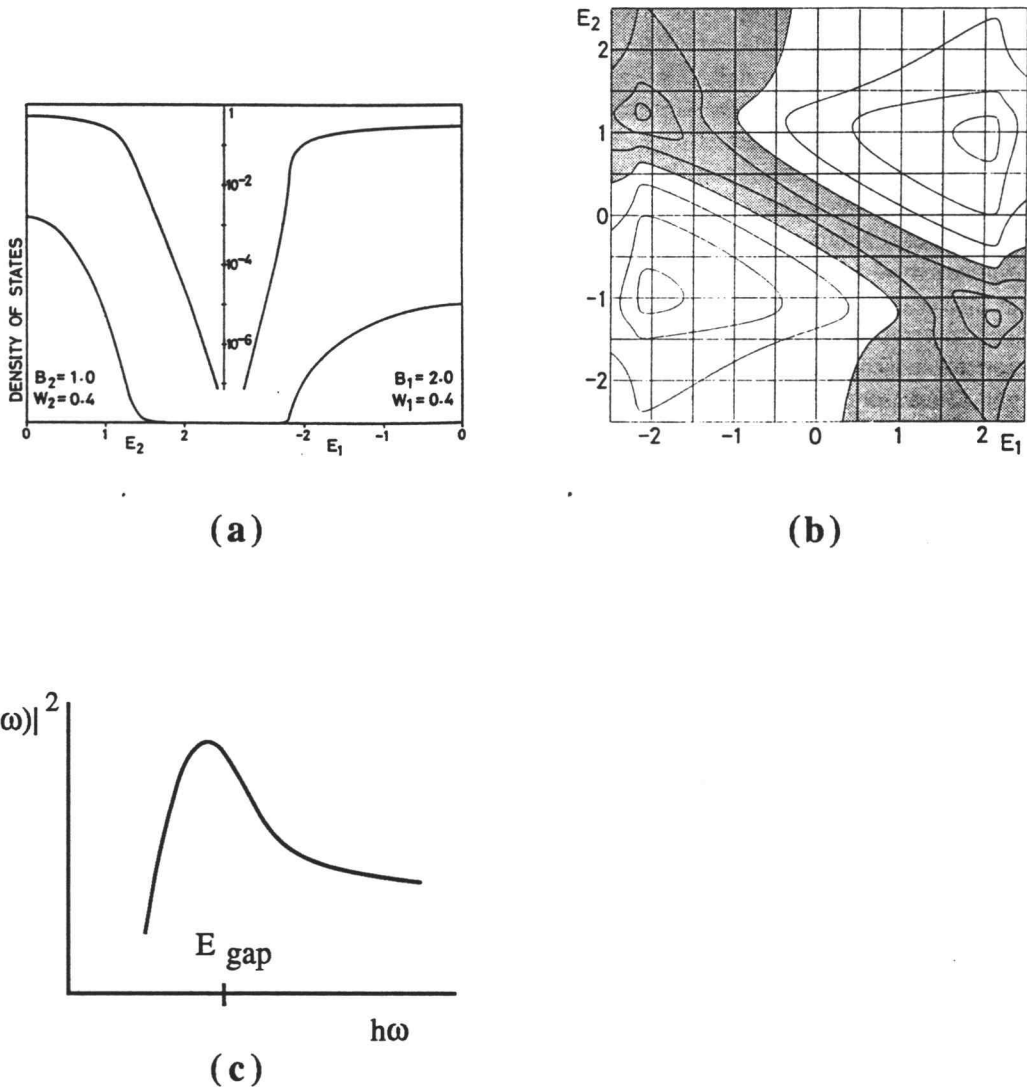 DENSITY OF STATES
1
10⁻²
10⁻⁴
10⁻⁶
B₂ = 1.0
W₂ = 0.4
B₁ = 2.0
W₁ = 0.4
0 1 2 -2 -1 0
E₂ E₁
(a)
E₂
2
1
0
-1
-2
-2 -1 0 1 2 E₁
(b)
ω)|²
E gap
hω
(c)